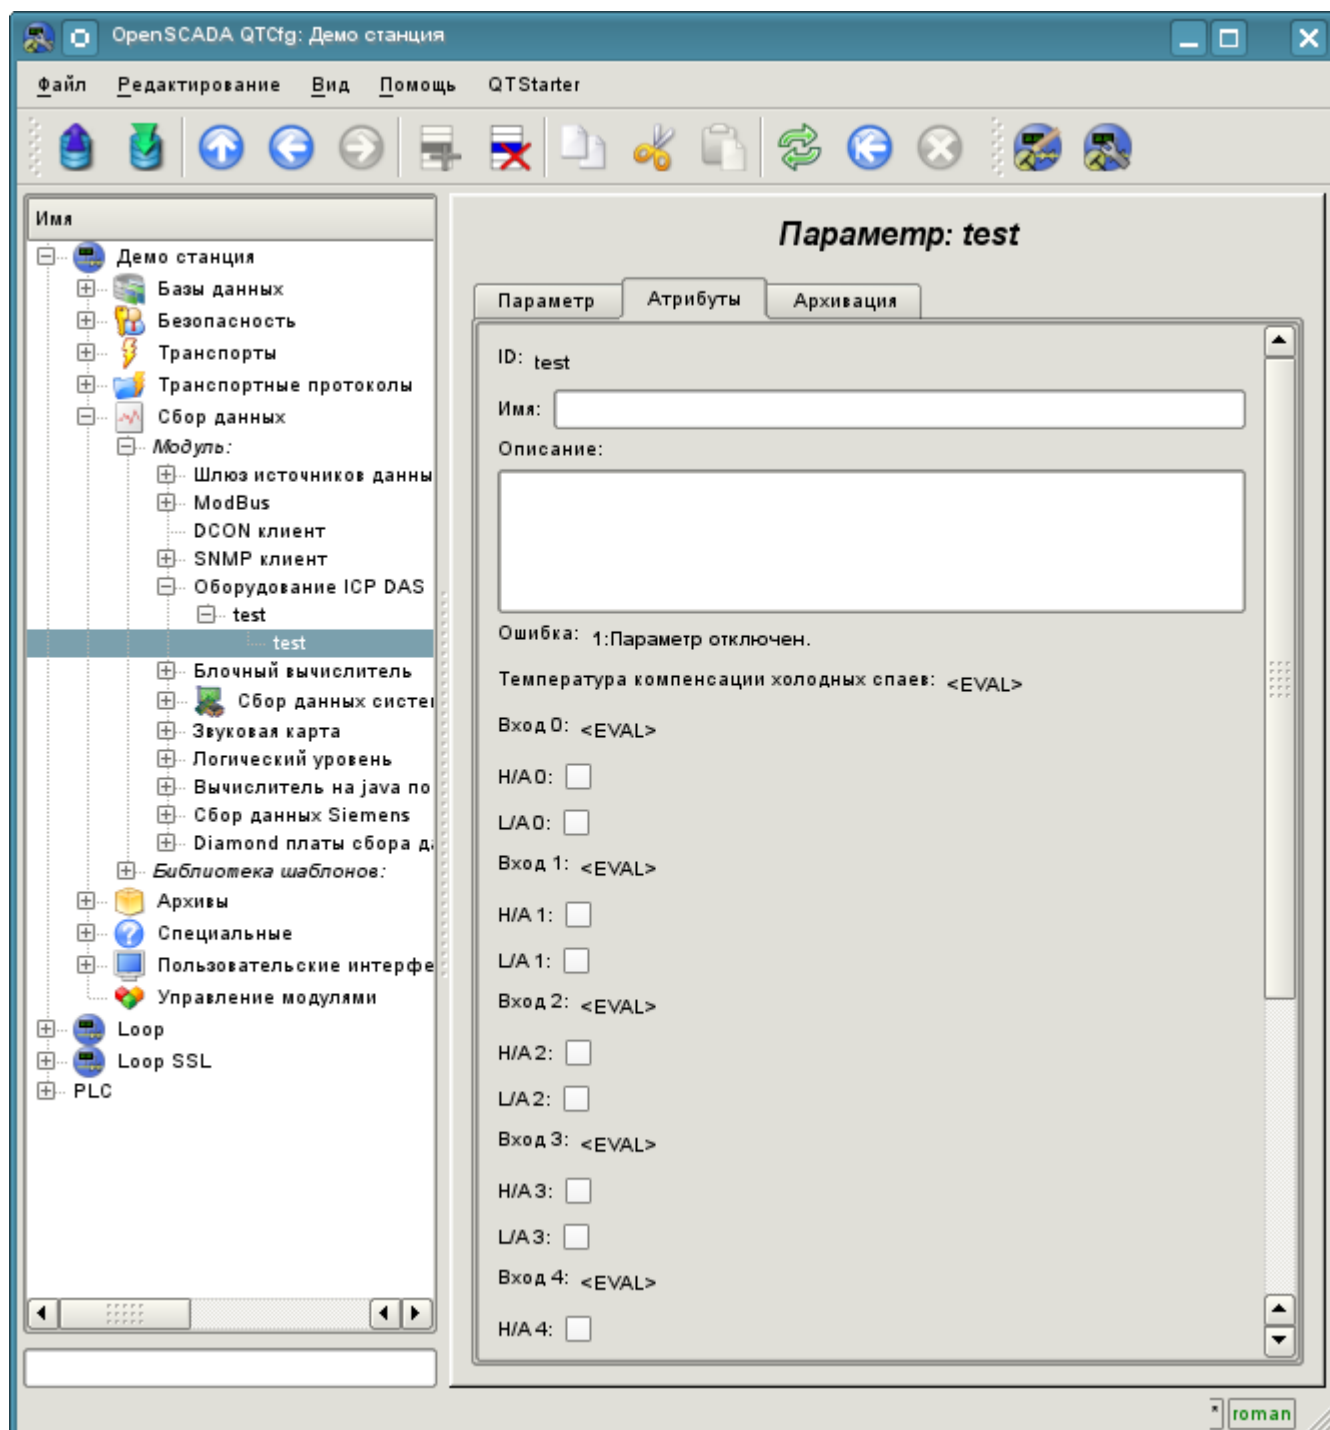 OpenSCADA QTCfg: Демо станция
Файл Редактирование Вид Помощь QTStarter
Имя
Демо станция
Базы данных
Безопасность
Транспорты
Транспортные протоколы
Сбор данных
Модуль:
Шлюз источников данны
ModBus
DCON клиент
SNMP клиент
Оборудование ICP DAS
test
test
Блочный вычислитель
Сбор данных систе
Звуковая карта
Логический уровень
Вычислитель на java по
Сбор данных Siemens
Diamond платы сбора д
Библиотека шаблонов:
Архивы
Специальные
Пользовательские интерфе
Управление модулями
Loop
Loop SSL
PLC
Параметр: test
Параметр Атрибуты Архивация
ID: test
Имя:
Описание:
Ошибка: 1:Параметр отключен.
Температура компенсации холодных спаев: <EVAL>
Вход 0: <EVAL>
H/A 0:
L/A 0:
Вход 1: <EVAL>
H/A 1:
L/A 1:
Вход 2: <EVAL>
H/A 2:
L/A 2:
Вход 3: <EVAL>
H/A 3:
L/A 3:
Вход 4: <EVAL>
H/A 4:
* roman